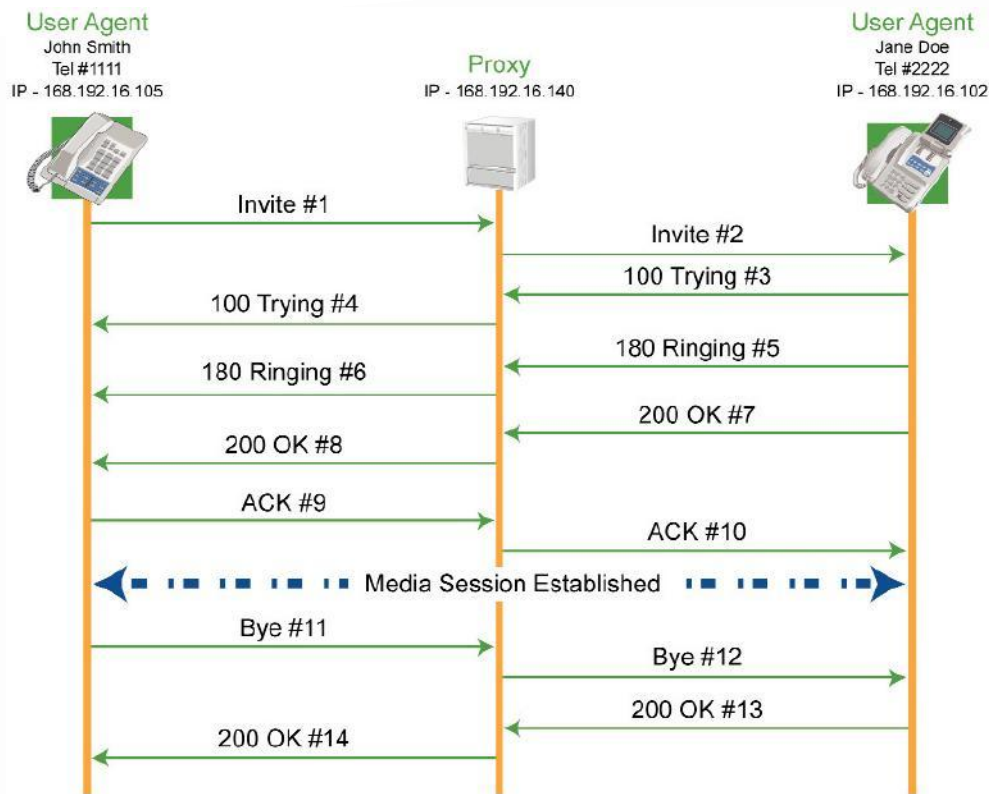 User Agent
John Smith
Tel #1111
IP - 168.192.16.105
Proxy
IP - 168.192.16.140
User Agent
Jane Doe
Tel #2222
IP - 168.192.16.102
Invite #1
Invite #2
100 Trying #3
100 Trying #4
180 Ringing #5
180 Ringing #6
200 OK #7
200 OK #8
ACK #9
ACK #10
Media Session Established
Bye #11
Bye #12
200 OK #13
200 OK #14